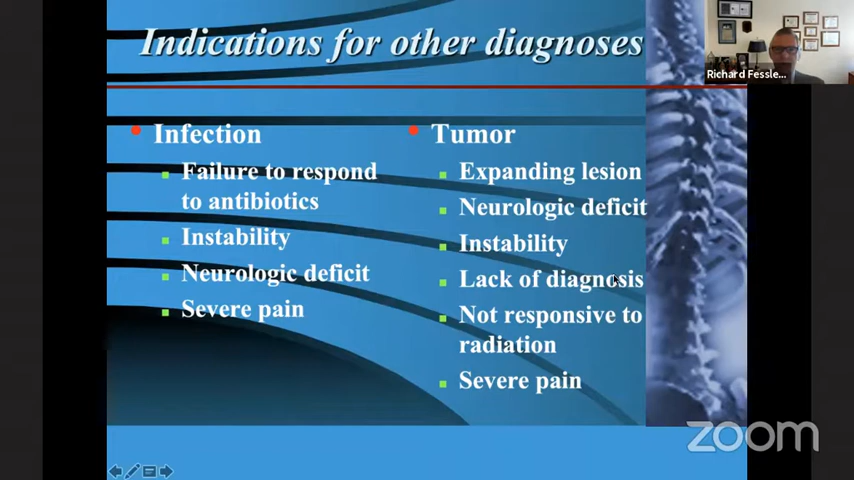 Indications for other diagnoses
Richard Fessle...
Infection
Failure to respond
to antibiotics
Instability
Neurologic deficit
Severe pain
Tumor
Expanding lesion
Neurologic deficit
Instability
Lack of diagnosis
Not responsive to
radiation
Severe pain
zoom